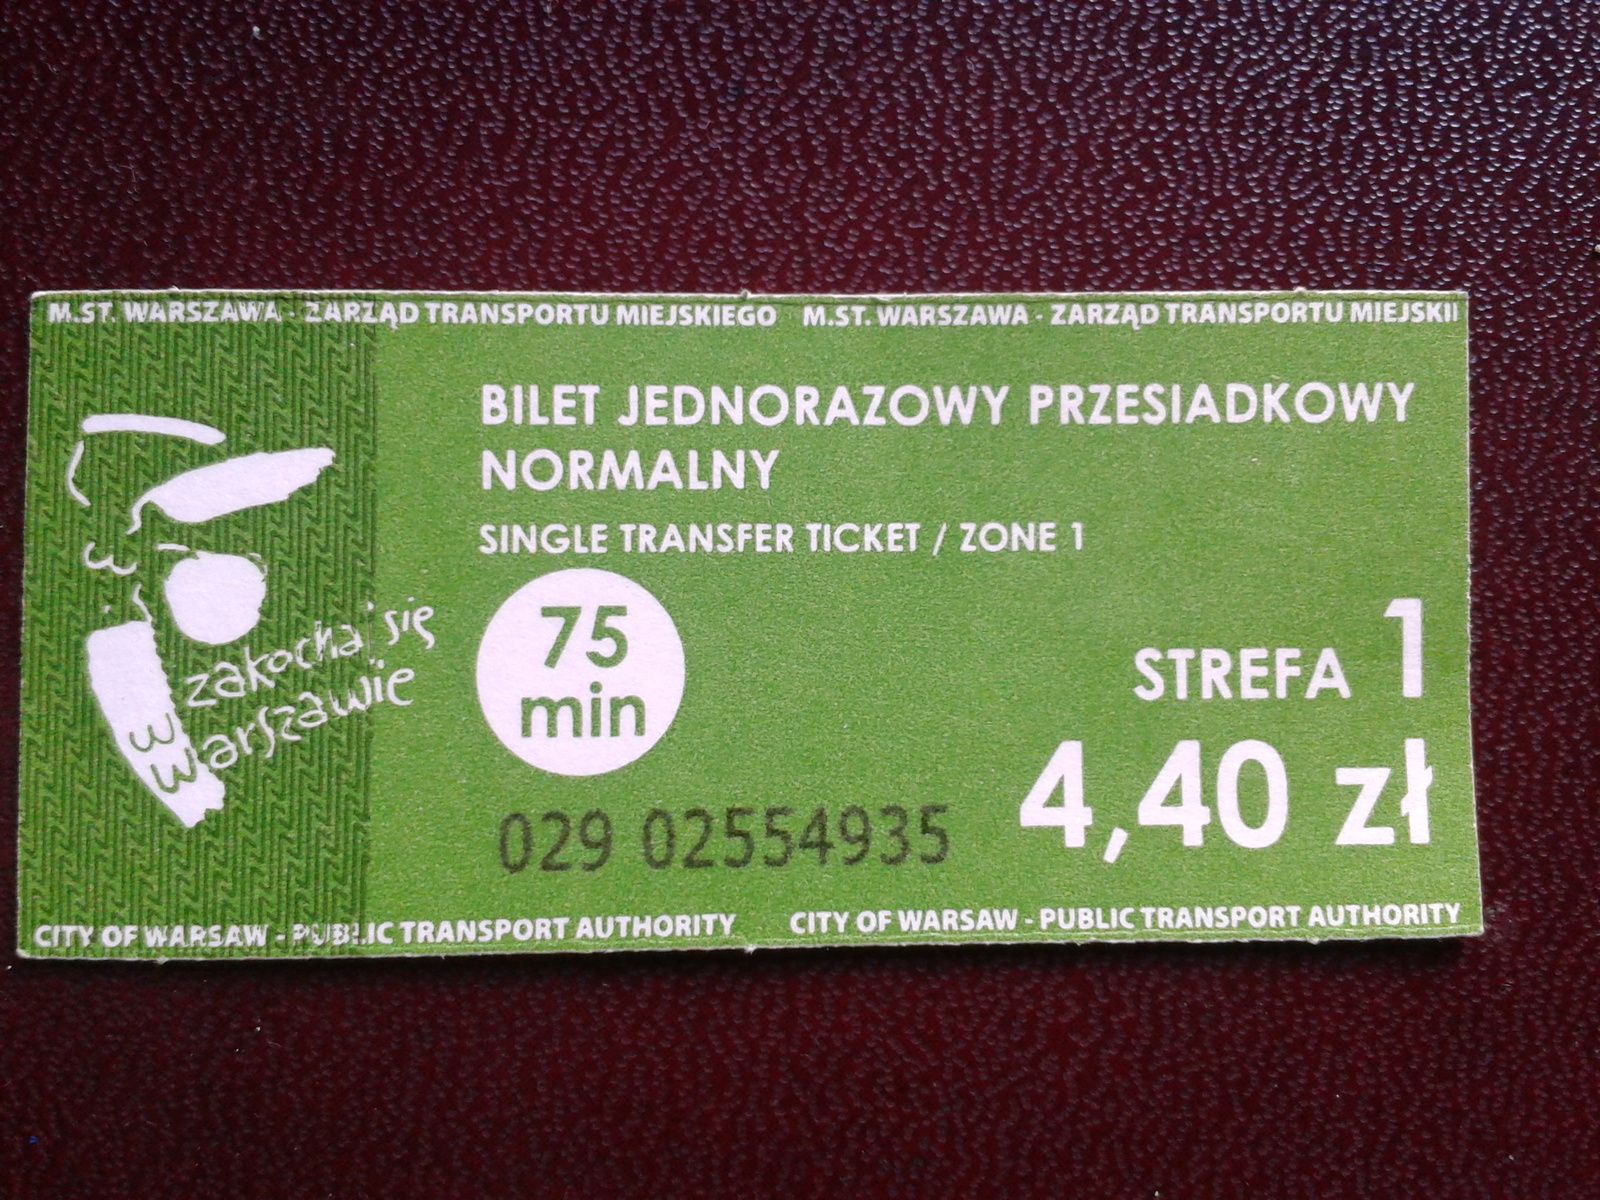 M.ST. WARSZAWA - ZARZĄD TRANSPORTU MIEJSKIEGO M.ST. WARSZAWA - ZARZĄD TRANSPORTU MIEJSKII
BILET JEDNORAZOWY PRZESIADKOWY
NORMALNY
SINGLE TRANSFER TICKET / ZONE 1
zakochaj się
w warszawie
75
min
STREFA 1
4,40 zł
029 02554935
CITY OF WARSAW - PUBLIC TRANSPORT AUTHORITY CITY OF WARSAW - PUBLIC TRANSPORT AUTHORITY